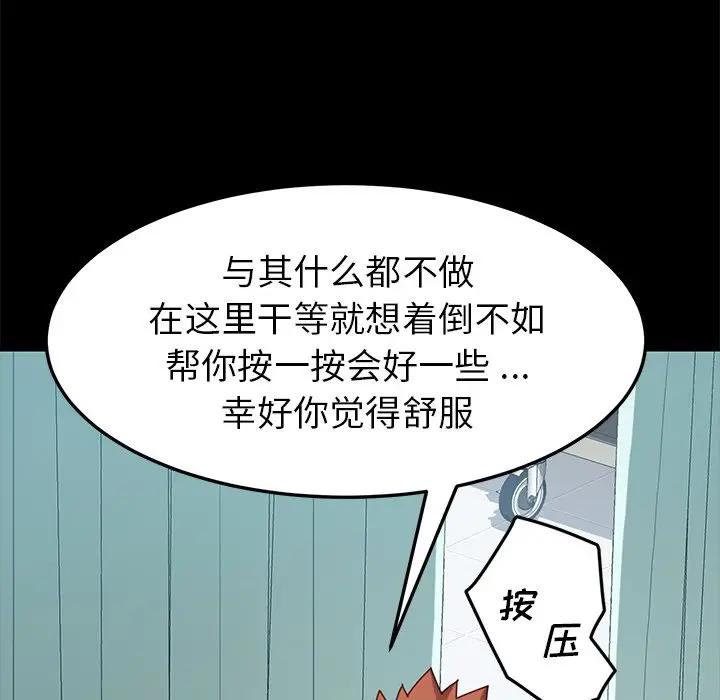 与其什么都不做
在这里干等就想着倒不如
帮你按一按会好一些...
幸好你觉得舒服
按
压